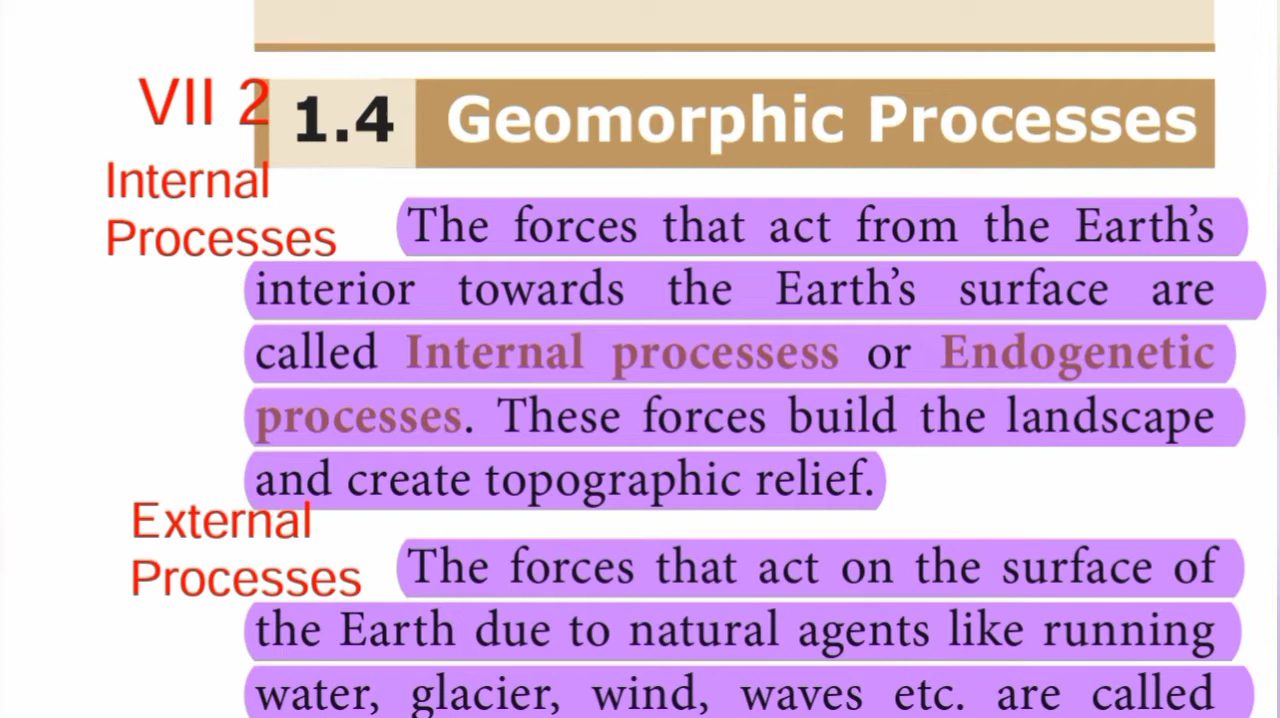 VII 2
1.4 Geomorphic Processes
Internal
Processes
The forces that act from the Earth’s
interior towards the Earth’s surface are
called Internal processess or Endogenetic
processes. These forces build the landscape
and create topographic relief.
External
Processes
The forces that act on the surface of
the Earth due to natural agents like running
water, glacier, wind, waves etc. are called